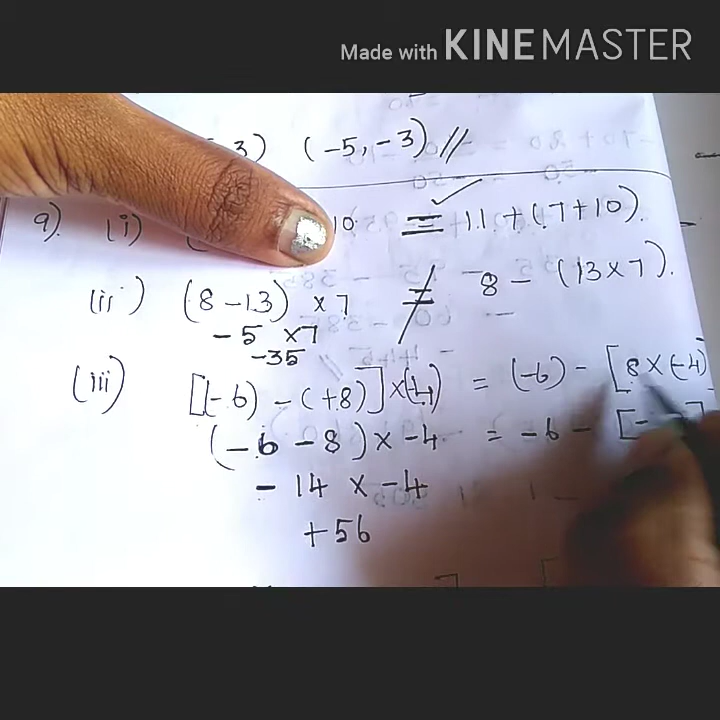 Made with KINEMASTER
3) (-5, -3) //
9) (i) ( 10 = 11 + (7+10).
(ii) (8 - 13) × 7 ≠ 8 - (13 × 7).
- 5 × 7
-35
(iii) [(-6) - (+8)] × (-4) = (-6) - [8 × (-4)
(-6 - 8) × -4 = -6 - [-
- 14 × -4
+56